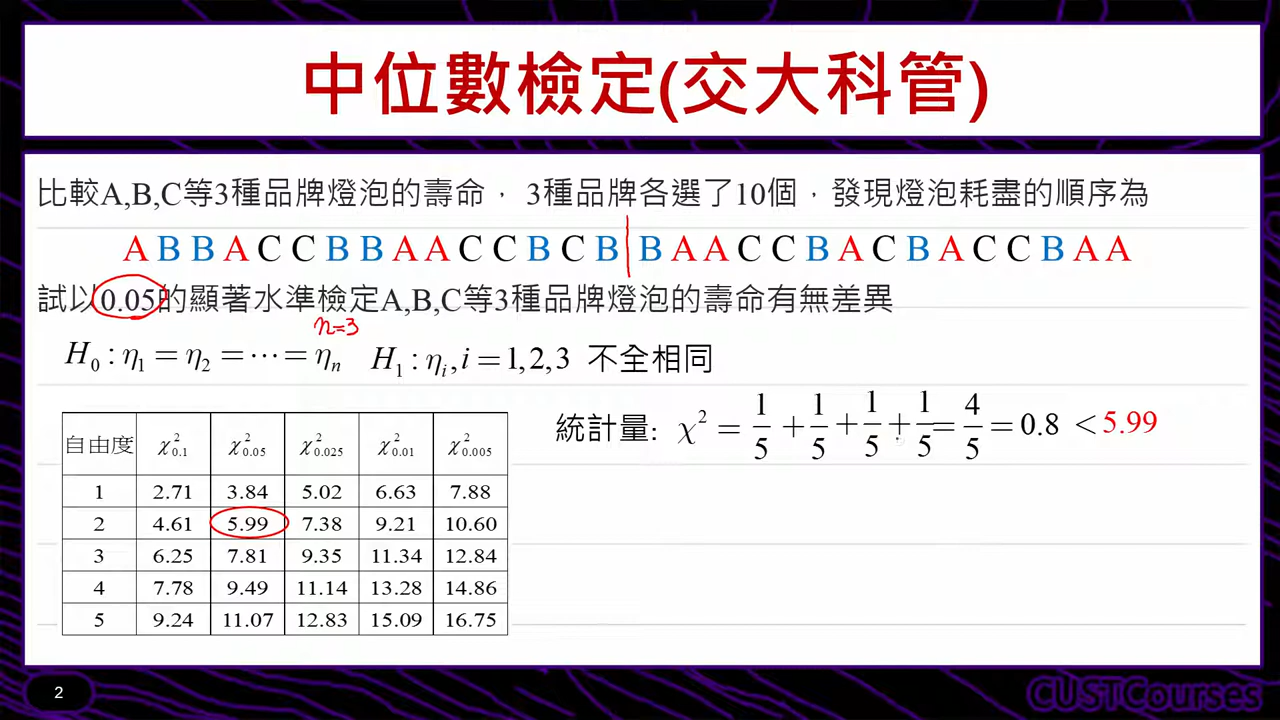 中位數檢定(交大科管)
比較A,B,C等3種品牌燈泡的壽命， 3種品牌各選了10個，發現燈泡耗盡的順序為
A B B A C C B B A A C C B C B | B A A C C B A C B A C C B A A
試以0.05的顯著水準檢定A,B,C等3種品牌燈泡的壽命有無差異
n=3
H₀ : η₁ = η₂ = ⋯ = ηₙ H₁ : ηᵢ, i = 1,2,3 不全相同
統計量: χ² = 1/5 + 1/5 + 1/5 + 1/5 = 4/5 = 0.8 < 5.99
自由度 χ²0.1 χ²0.05 χ²0.025 χ²0.01 χ²0.005
1 2.71 3.84 5.02 6.63 7.88
2 4.61 5.99 7.38 9.21 10.60
3 6.25 7.81 9.35 11.34 12.84
4 7.78 9.49 11.14 13.28 14.86
5 9.24 11.07 12.83 15.09 16.75
2
CUSTCourses